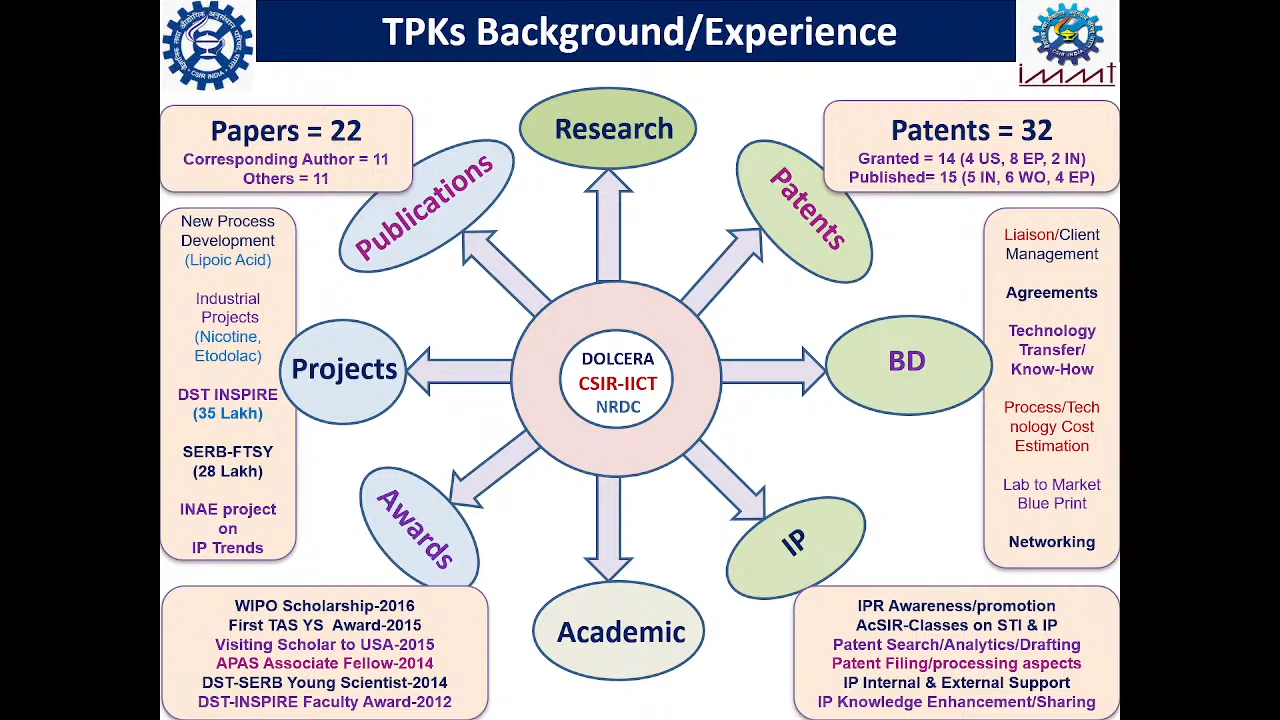 TPKs Background/Experience
CSIR INDIA
CSIR INDIA
immt
Papers = 22
Corresponding Author = 11
Others = 11
Publications
Research
Patents
Patents = 32
Granted = 14 (4 US, 8 EP, 2 IN)
Published= 15 (5 IN, 6 WO, 4 EP)
New Process
Development
(Lipoic Acid)
Industrial
Projects
(Nicotine,
Etodolac)
DST INSPIRE
(35 Lakh)
SERB-FTSY
(28 Lakh)
INAE project
on
IP Trends
Projects
DOLCERA
CSIR-IICT
NRDC
BD
Liaison/Client
Management
Agreements
Technology
Transfer/
Know-How
Process/Tech
nology Cost
Estimation
Lab to Market
Blue Print
Networking
Awards
Academic
IP
WIPO Scholarship-2016
First TAS YS Award-2015
Visiting Scholar to USA-2015
APAS Associate Fellow-2014
DST-SERB Young Scientist-2014
DST-INSPIRE Faculty Award-2012
IPR Awareness/promotion
AcSIR-Classes on STI & IP
Patent Search/Analytics/Drafting
Patent Filing/processing aspects
IP Internal & External Support
IP Knowledge Enhancement/Sharing